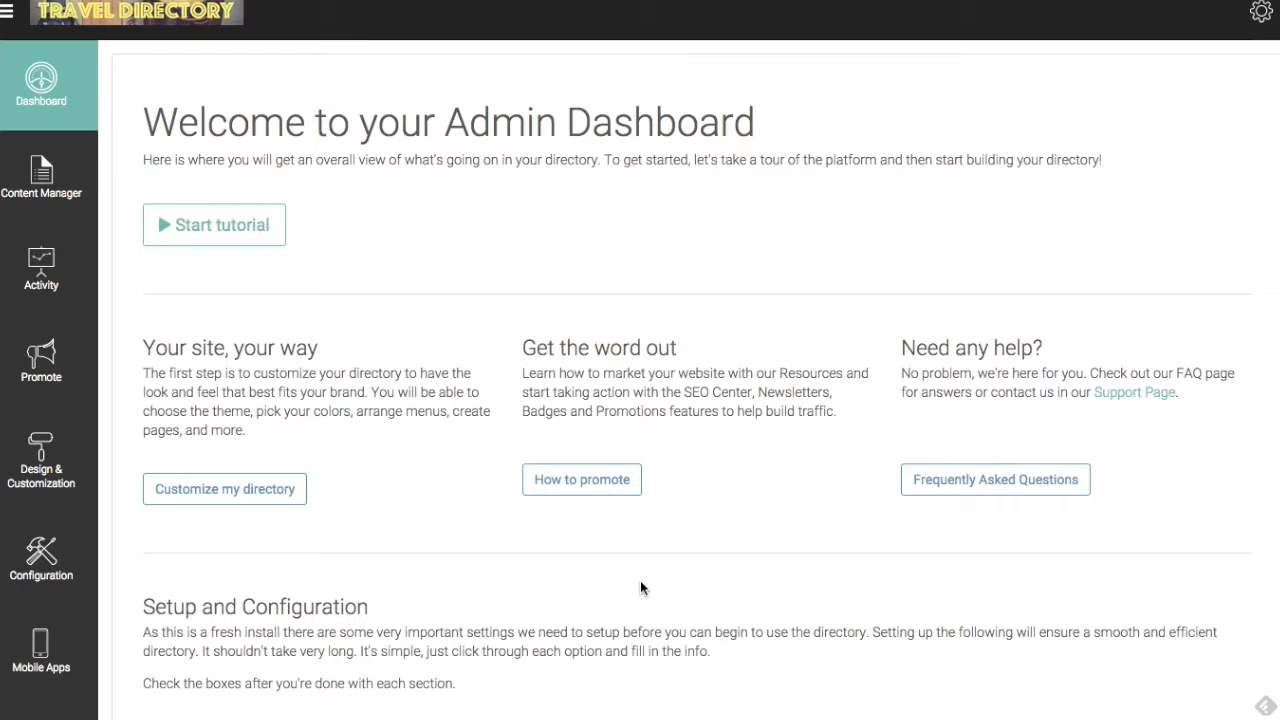 TRAVEL DIRECTORY
Dashboard
Content Manager
Activity
Promote
Design &
Customization
Configuration
Mobile Apps
Welcome to your Admin Dashboard
Here is where you will get an overall view of what's going on in your directory. To get started, let's take a tour of the platform and then start building your directory!
Start tutorial
Your site, your way
The first step is to customize your directory to have the
look and feel that best fits your brand. You will be able to
choose the theme, pick your colors, arrange menus, create
pages, and more.
Customize my directory
Get the word out
Learn how to market your website with our Resources and
start taking action with the SEO Center, Newsletters,
Badges and Promotions features to help build traffic.
How to promote
Need any help?
No problem, we're here for you. Check out our FAQ page
for answers or contact us in our Support Page.
Frequently Asked Questions
Setup and Configuration
As this is a fresh install there are some very important settings we need to setup before you can begin to use the directory. Setting up the following will ensure a smooth and efficient
directory. It shouldn't take very long. It's simple, just click through each option and fill in the info.
Check the boxes after you're done with each section.